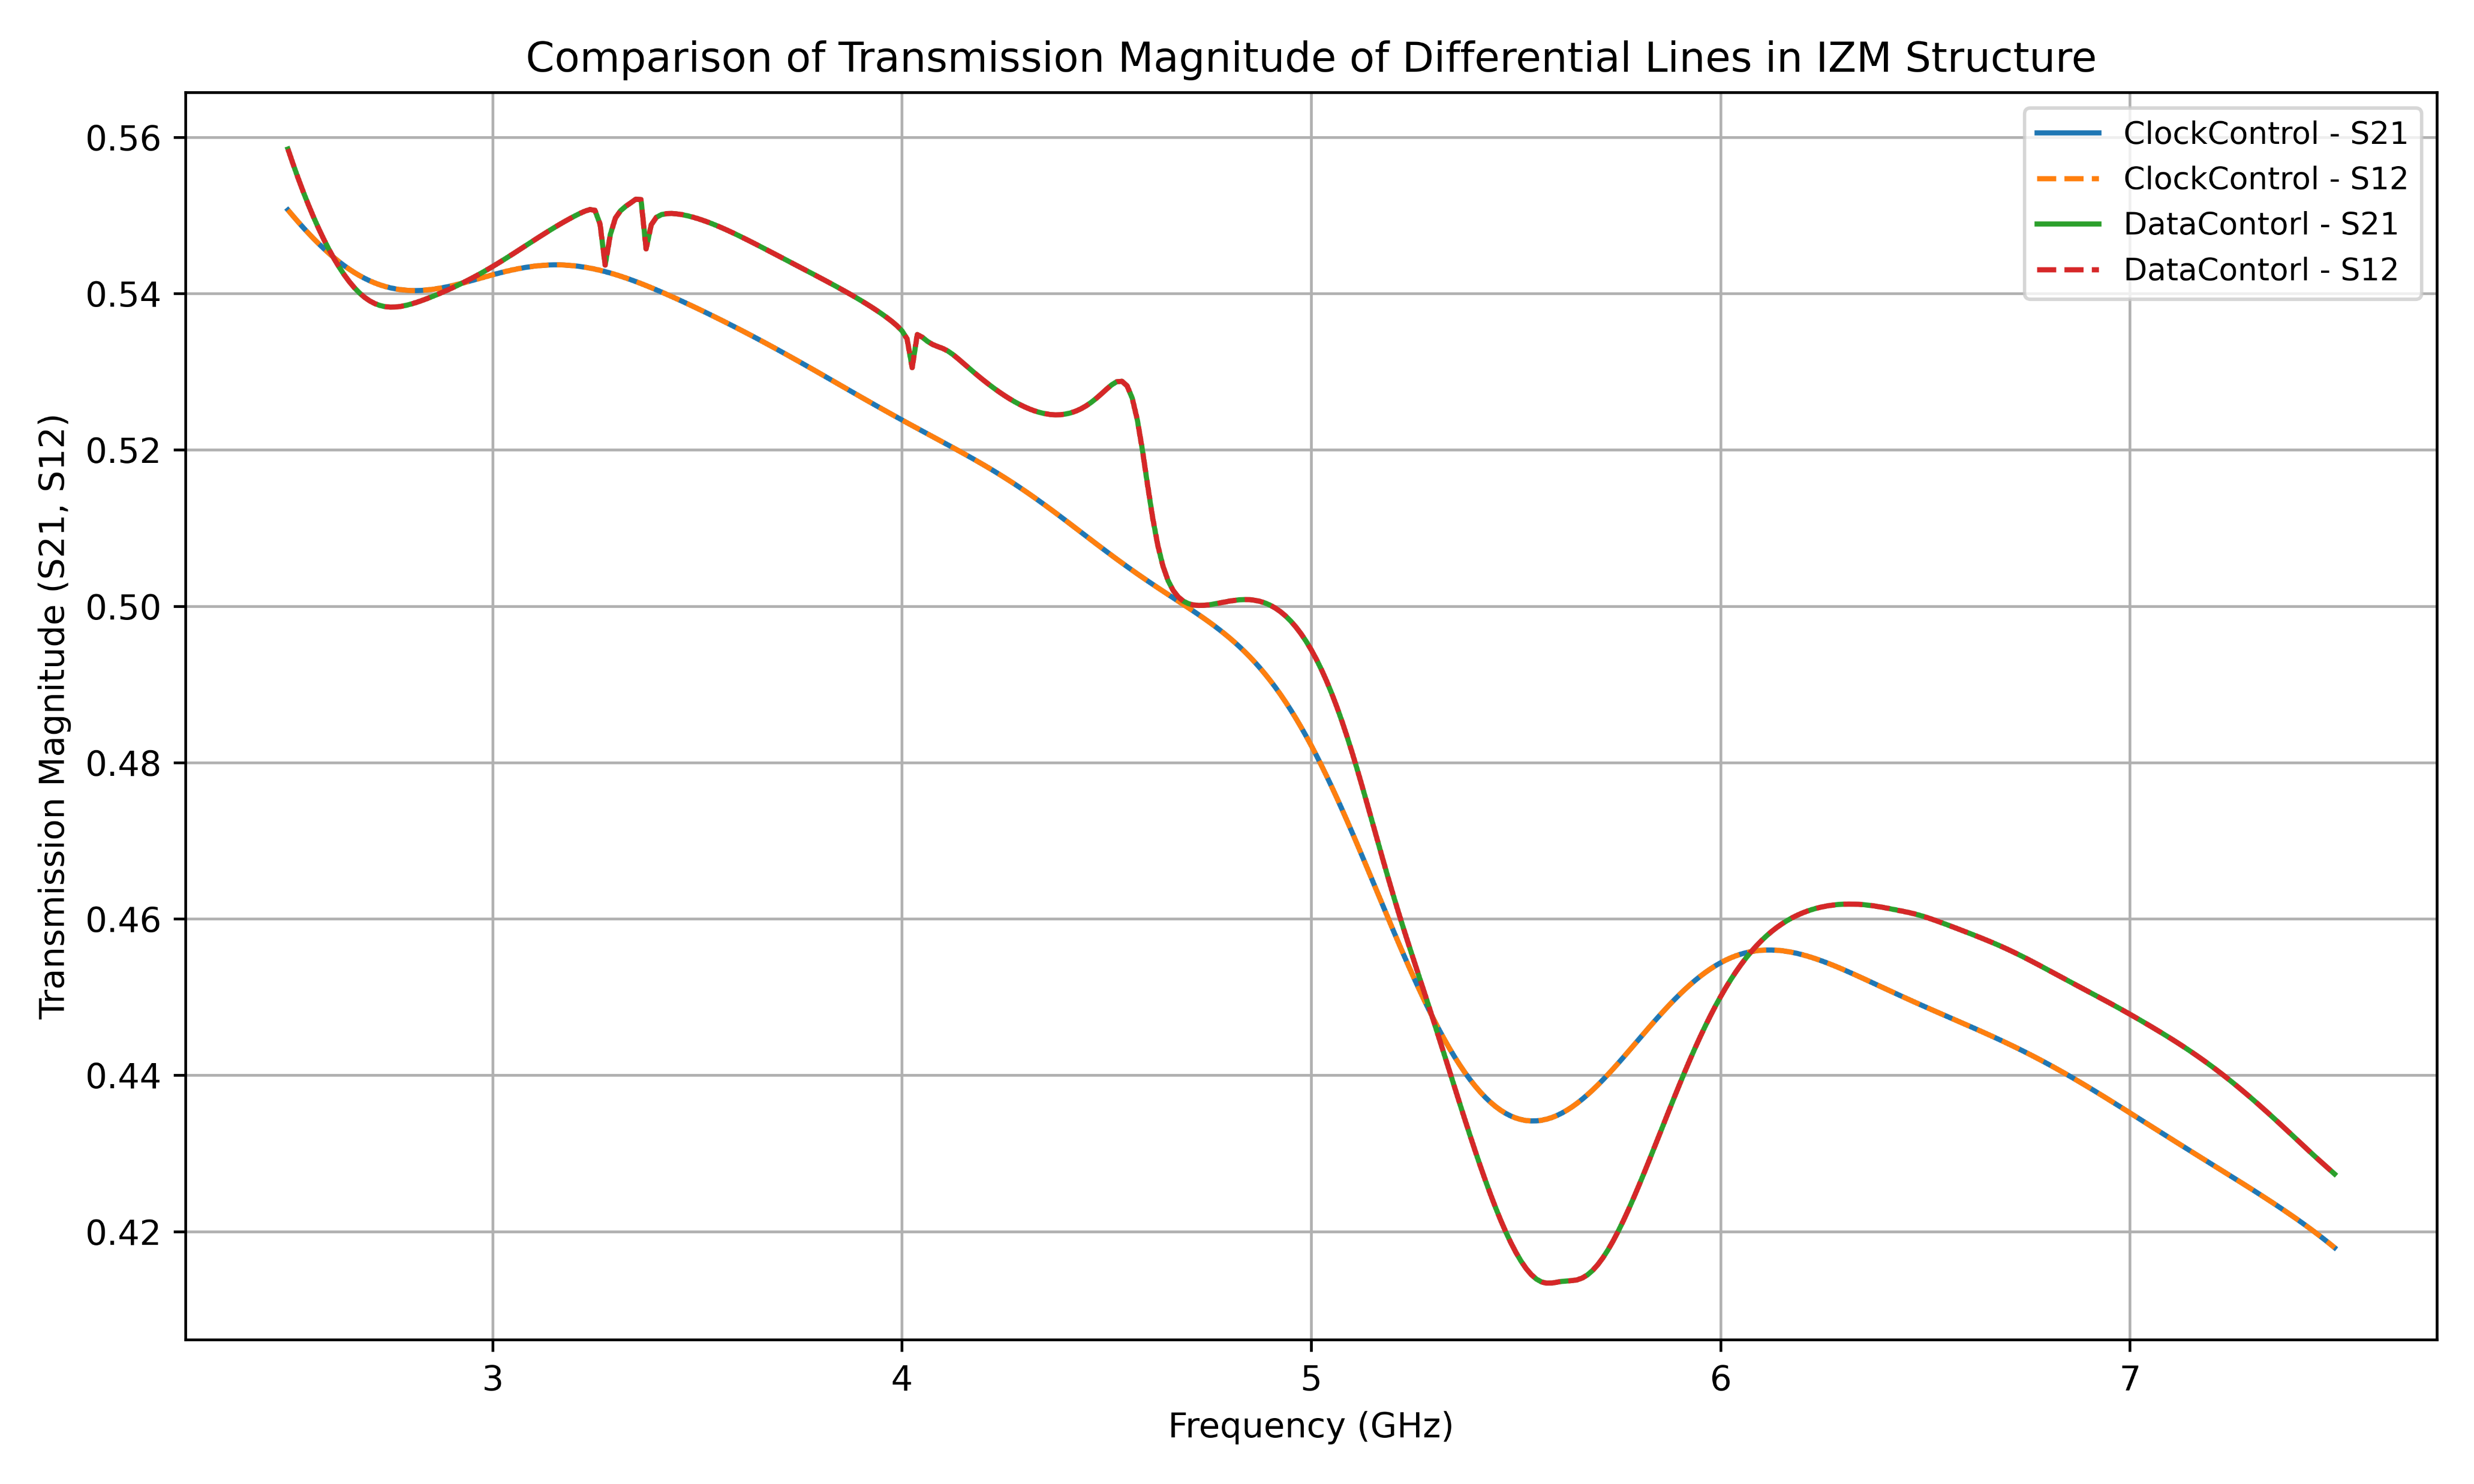 Comparison of Transmission Magnitude of Differential Lines in IZM Structure
ClockControl - S21
ClockControl - S12
DataContorl - S21
DataContorl - S12
Transmission Magnitude (S21, S12)
0.56
0.54
0.52
0.50
0.48
0.46
0.44
0.42
3
4
5
6
7
Frequency (GHz)